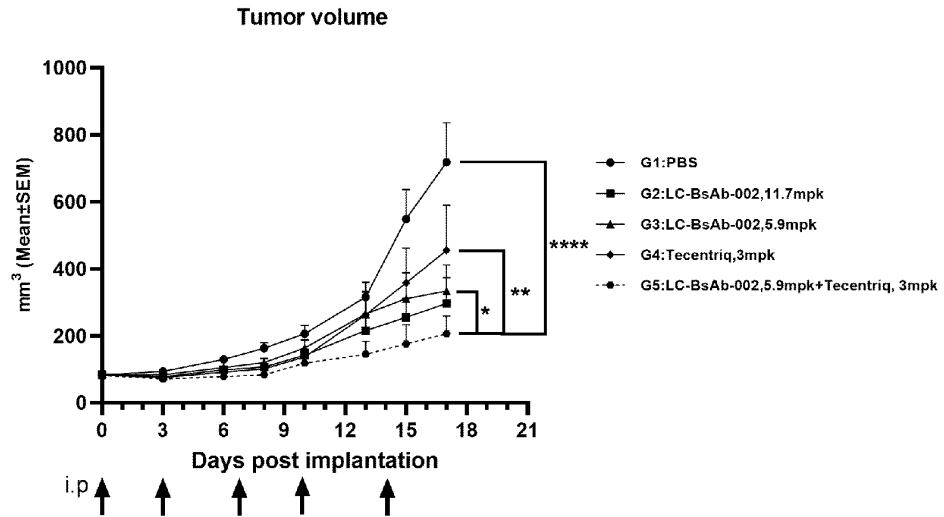 Tumor volume
1000
800
600
400
200
0
mm³ (Mean±SEM)
0 3 6 9 12 15 18 21
Days post implantation
i.p
****
**
*
G1:PBS
G2:LC-BsAb-002,11.7mpk
G3:LC-BsAb-002,5.9mpk
G4:Tecentriq,3mpk
G5:LC-BsAb-002,5.9mpk+Tecentriq, 3mpk